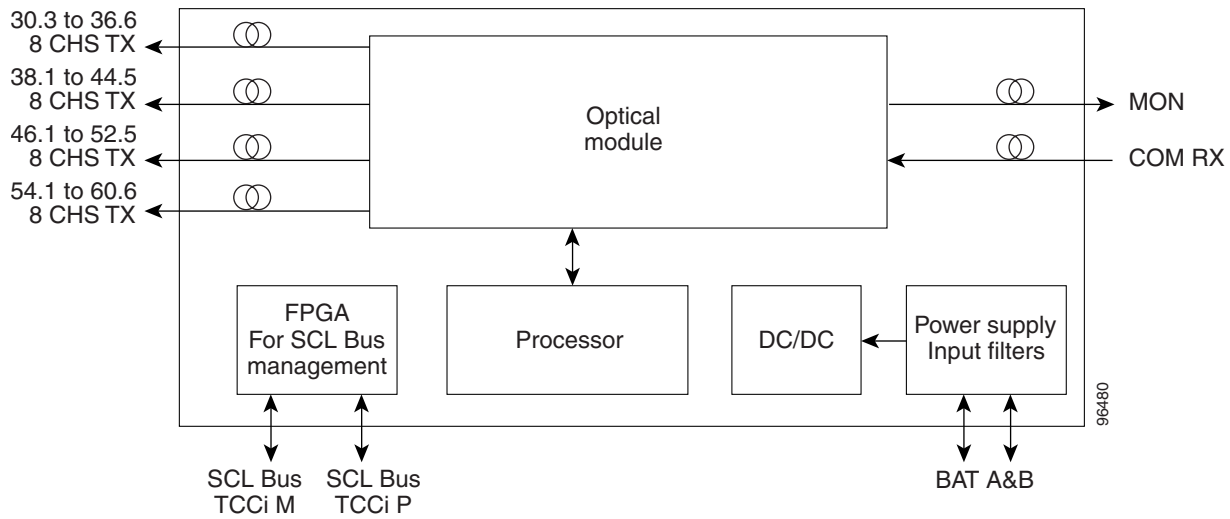 30.3 to 36.6
8 CHS TX
38.1 to 44.5
8 CHS TX
46.1 to 52.5
8 CHS TX
54.1 to 60.6
8 CHS TX
Optical
module
MON
COM RX
FPGA
For SCL Bus
management
Processor
DC/DC
Power supply
Input filters
96480
SCL Bus
TCCi M
SCL Bus
TCCi P
BAT A&B